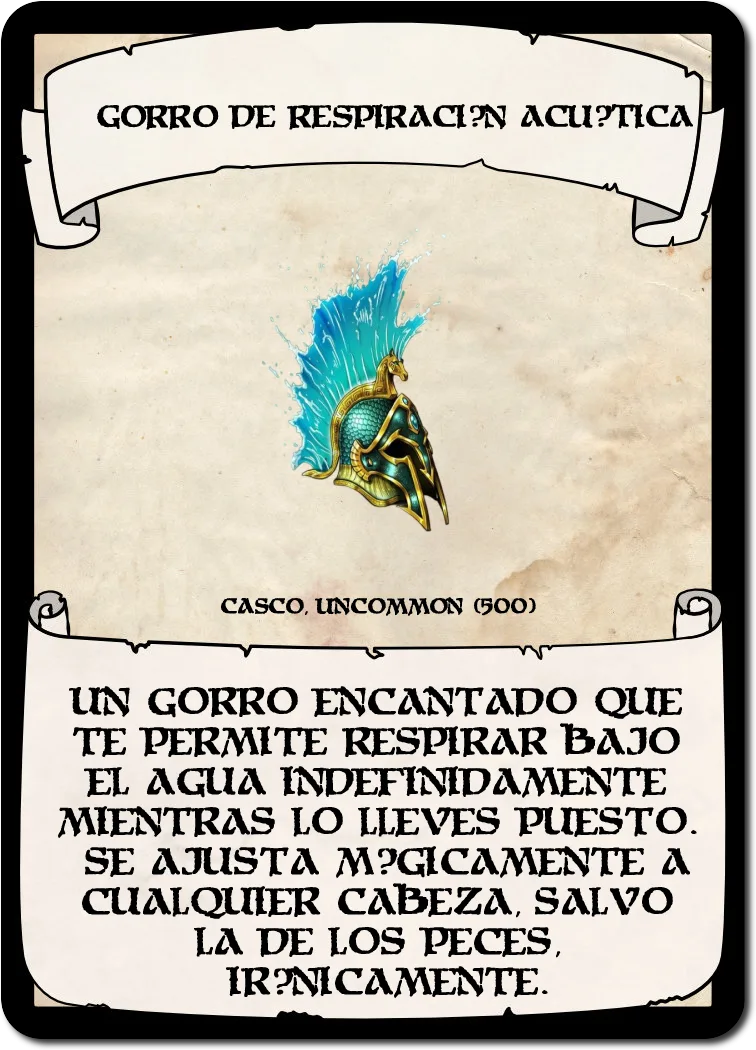 GORRO DE RESPIRACI?N ACU?TICA
CASCO, UNCOMMON (500)
UN GORRO ENCANTADO QUE
TE PERMITE RESPIRAR BAJO
EL AGUA INDEFINIDAMENTE
MIENTRAS LO LLEVES PUESTO.
SE AJUSTA M?GICAMENTE A
CUALQUIER CABEZA, SALVO
LA DE LOS PECES,
IR?NICAMENTE.